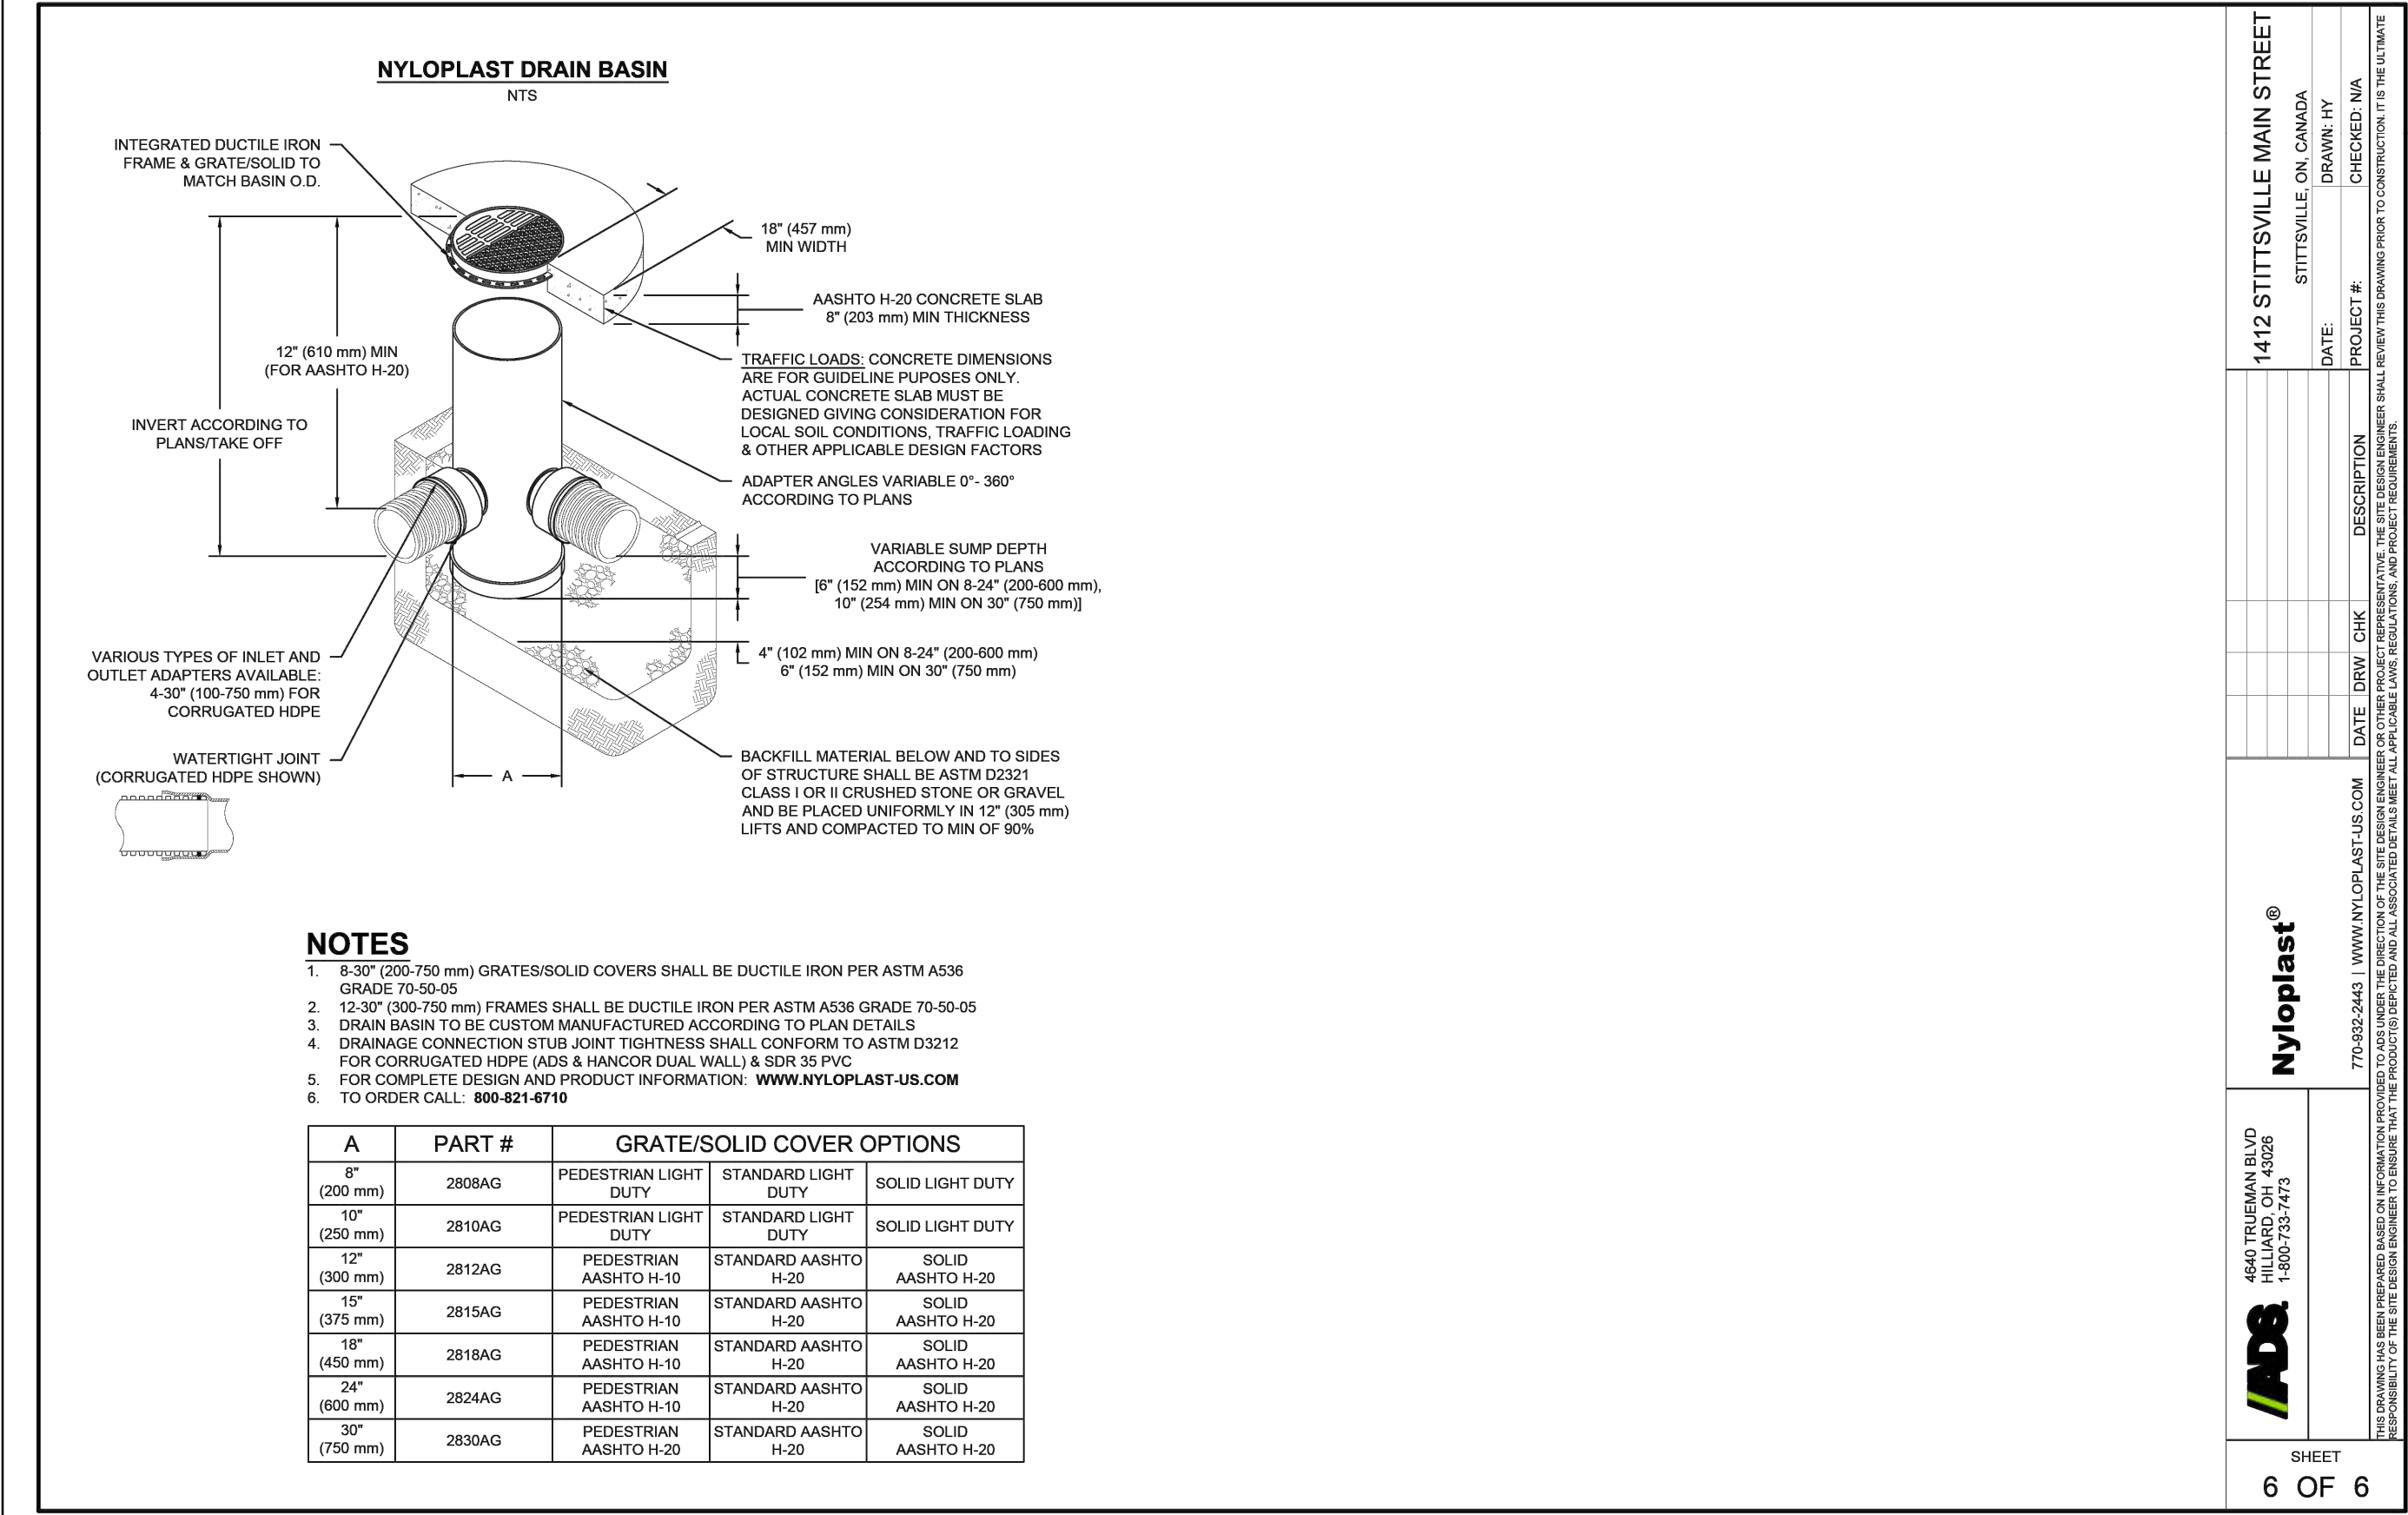 NYLOPLAST DRAIN BASIN
NTS
INTEGRATED DUCTILE IRON
FRAME & GRATE/SOLID TO
MATCH BASIN O.D.
18" (457 mm)
MIN WIDTH
AASHTO H-20 CONCRETE SLAB
8" (203 mm) MIN THICKNESS
12" (610 mm) MIN
(FOR AASHTO H-20)
TRAFFIC LOADS: CONCRETE DIMENSIONS
ARE FOR GUIDELINE PUPOSES ONLY.
ACTUAL CONCRETE SLAB MUST BE
DESIGNED GIVING CONSIDERATION FOR
LOCAL SOIL CONDITIONS, TRAFFIC LOADING
& OTHER APPLICABLE DESIGN FACTORS
INVERT ACCORDING TO
PLANS/TAKE OFF
ADAPTER ANGLES VARIABLE 0°- 360°
ACCORDING TO PLANS
VARIABLE SUMP DEPTH
ACCORDING TO PLANS
[6" (152 mm) MIN ON 8-24" (200-600 mm),
10" (254 mm) MIN ON 30" (750 mm)]
4" (102 mm) MIN ON 8-24" (200-600 mm)
6" (152 mm) MIN ON 30" (750 mm)
VARIOUS TYPES OF INLET AND
OUTLET ADAPTERS AVAILABLE:
4-30" (100-750 mm) FOR
CORRUGATED HDPE
WATERTIGHT JOINT
(CORRUGATED HDPE SHOWN)
A
BACKFILL MATERIAL BELOW AND TO SIDES
OF STRUCTURE SHALL BE ASTM D2321
CLASS I OR II CRUSHED STONE OR GRAVEL
AND BE PLACED UNIFORMLY IN 12" (305 mm)
LIFTS AND COMPACTED TO MIN OF 90%
NOTES
1. 8-30" (200-750 mm) GRATES/SOLID COVERS SHALL BE DUCTILE IRON PER ASTM A536
GRADE 70-50-05
2. 12-30" (300-750 mm) FRAMES SHALL BE DUCTILE IRON PER ASTM A536 GRADE 70-50-05
3. DRAIN BASIN TO BE CUSTOM MANUFACTURED ACCORDING TO PLAN DETAILS
4. DRAINAGE CONNECTION STUB JOINT TIGHTNESS SHALL CONFORM TO ASTM D3212
FOR CORRUGATED HDPE (ADS & HANCOR DUAL WALL) & SDR 35 PVC
5. FOR COMPLETE DESIGN AND PRODUCT INFORMATION: WWW.NYLOPLAST-US.COM
6. TO ORDER CALL: 800-821-6710
A PART # GRATE/SOLID COVER OPTIONS
8"
(200 mm)
2808AG
PEDESTRIAN LIGHT
DUTY
STANDARD LIGHT
DUTY
SOLID LIGHT DUTY
10"
(250 mm)
2810AG
PEDESTRIAN LIGHT
DUTY
STANDARD LIGHT
DUTY
SOLID LIGHT DUTY
12"
(300 mm)
2812AG
PEDESTRIAN
AASHTO H-10
STANDARD AASHTO
H-20
SOLID
AASHTO H-20
15"
(375 mm)
2815AG
PEDESTRIAN
AASHTO H-10
STANDARD AASHTO
H-20
SOLID
AASHTO H-20
18"
(450 mm)
2818AG
PEDESTRIAN
AASHTO H-10
STANDARD AASHTO
H-20
SOLID
AASHTO H-20
24"
(600 mm)
2824AG
PEDESTRIAN
AASHTO H-10
STANDARD AASHTO
H-20
SOLID
AASHTO H-20
30"
(750 mm)
2830AG
PEDESTRIAN
AASHTO H-20
STANDARD AASHTO
H-20
SOLID
AASHTO H-20
1412 STITTSVILLE MAIN STREET
STITTSVILLE, ON, CANADA
DATE: DRAWN: HY
PROJECT #: CHECKED: N/A
DATE DRW CHK DESCRIPTION
Nyloplast®
770-932-2443 | WWW.NYLOPLAST-US.COM
4640 TRUEMAN BLVD
HILLIARD, OH 43026
1-800-733-7473
ADS
THIS DRAWING HAS BEEN PREPARED BASED ON INFORMATION PROVIDED TO ADS UNDER THE DIRECTION OF THE SITE DESIGN ENGINEER OR OTHER PROJECT REPRESENTATIVE. THE SITE DESIGN ENGINEER SHALL REVIEW THIS DRAWING PRIOR TO CONSTRUCTION. IT IS THE ULTIMATE
RESPONSIBILITY OF THE SITE DESIGN ENGINEER TO ENSURE THAT THE PRODUCT(S) DEPICTED AND ALL ASSOCIATED DETAILS MEET ALL APPLICABLE LAWS, REGULATIONS, AND PROJECT REQUIREMENTS.
SHEET
6 OF 6